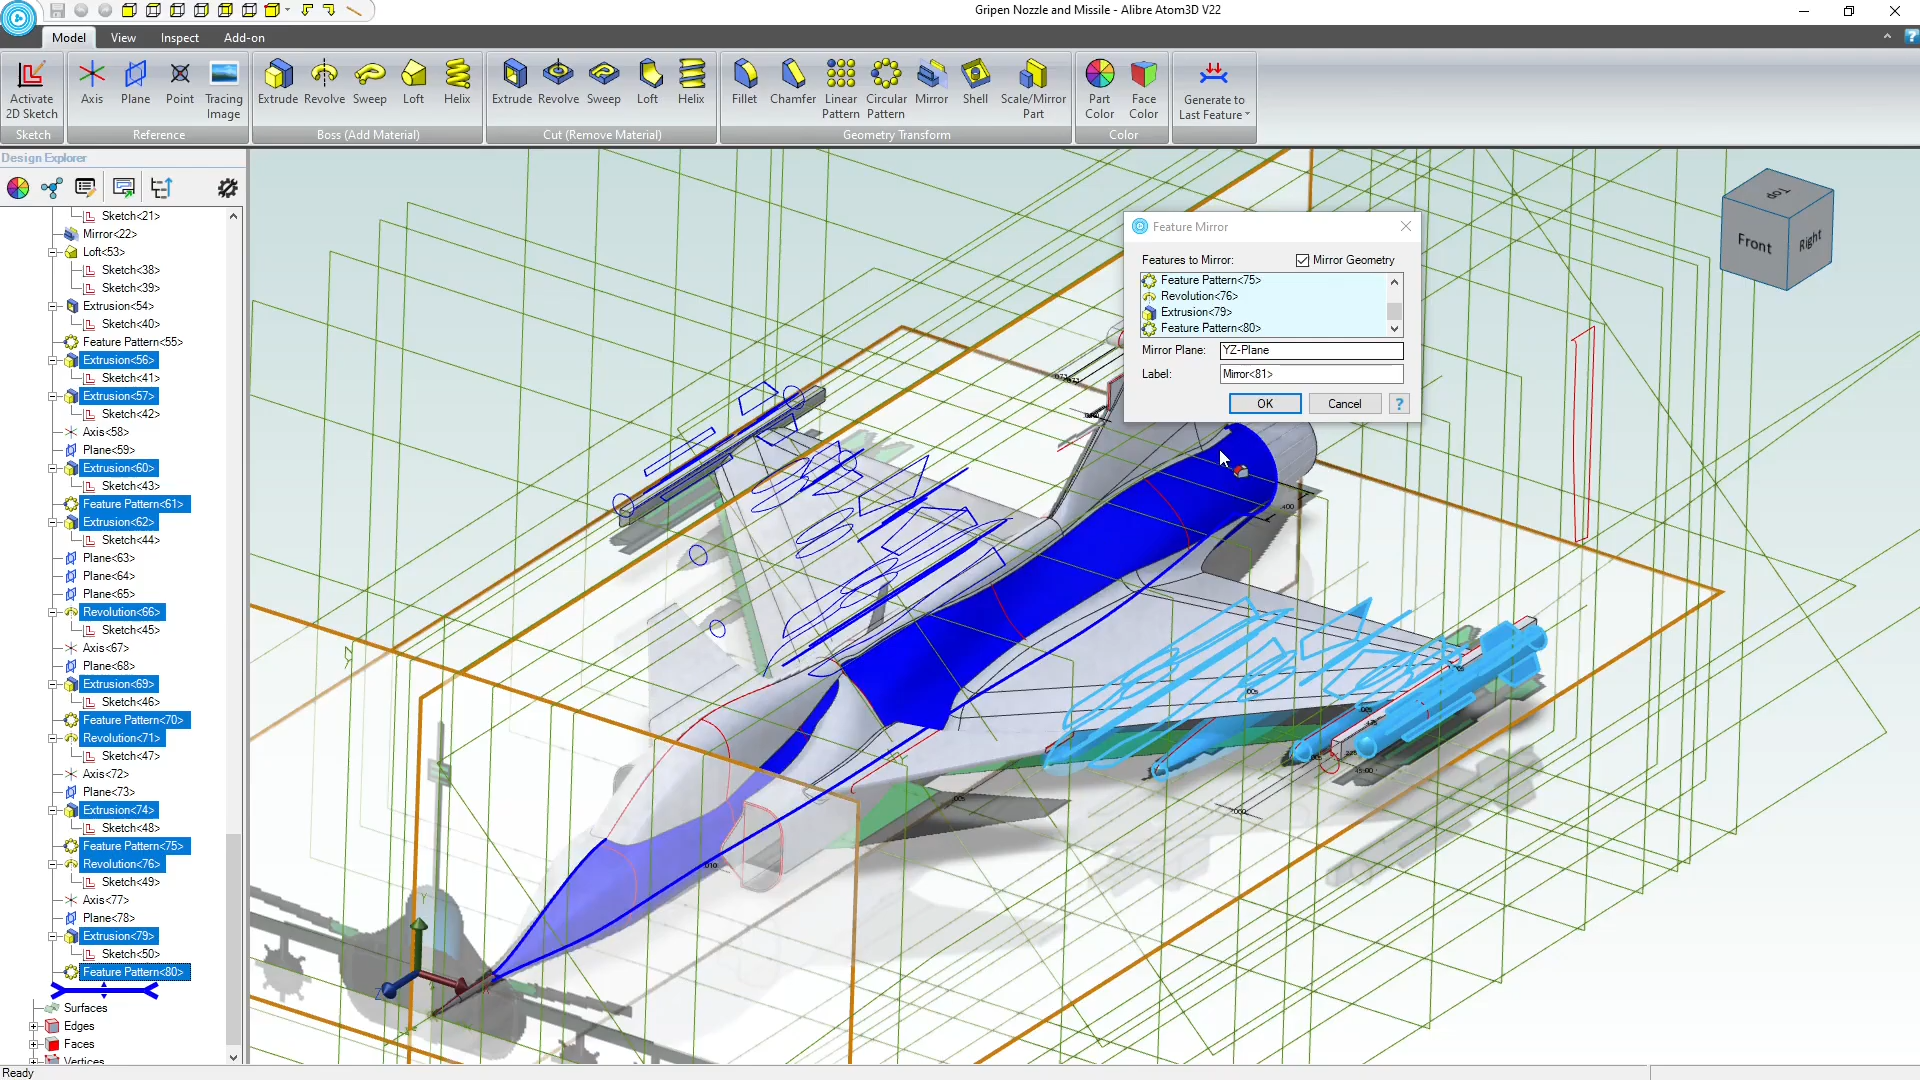 Gripen Nozzle and Missile - Alibre Atom3D V22
Model View Inspect Add-on
Activate 2D Sketch
Axis Plane Point Tracing Image
Extrude Revolve Sweep Loft Helix
Extrude Revolve Sweep Loft Helix
Fillet Chamfer Linear Pattern Circular Pattern Mirror Shell Scale/Mirror Part
Part Color Face Color
Generate to Last Feature
Sketch Reference Boss (Add Material) Cut (Remove Material) Geometry Transform Color
Design Explorer
Sketch<21>
Mirror<22>
Loft<53>
Sketch<38>
Sketch<39>
Extrusion<54>
Sketch<40>
Feature Pattern<55>
Extrusion<56>
Sketch<41>
Extrusion<57>
Sketch<42>
Axis<58>
Plane<59>
Extrusion<60>
Sketch<43>
Feature Pattern<61>
Extrusion<62>
Sketch<44>
Plane<63>
Plane<64>
Plane<65>
Revolution<66>
Sketch<45>
Axis<67>
Plane<68>
Extrusion<69>
Sketch<46>
Feature Pattern<70>
Revolution<71>
Sketch<47>
Axis<72>
Plane<73>
Extrusion<74>
Sketch<48>
Feature Pattern<75>
Revolution<76>
Sketch<49>
Axis<77>
Plane<78>
Extrusion<79>
Sketch<50>
Feature Pattern<80>
Surfaces
Edges
Faces
Vertices
Ready
Feature Mirror
Features to Mirror: Mirror Geometry
Feature Pattern<75>
Revolution<76>
Extrusion<79>
Feature Pattern<80>
Mirror Plane: YZ-Plane
Label: Mirror<81>
OK Cancel ?
Top
Front Right